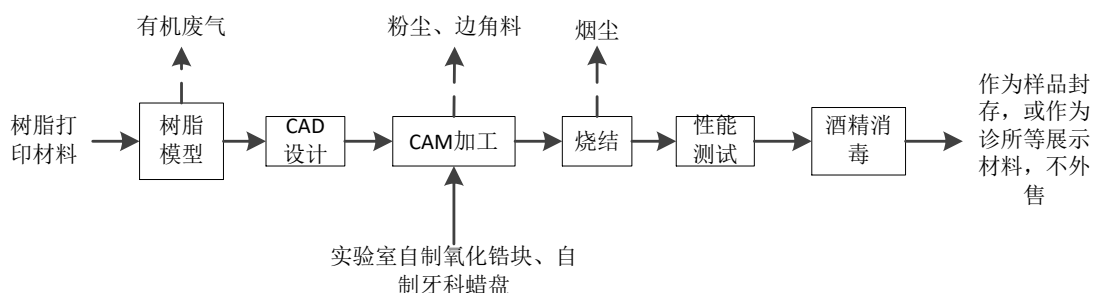 有机废气
粉尘、边角料
烟尘
树脂打
印材料
树脂
模型
CAD
设计
CAM加工
烧结
性能
测试
酒精消
毒
作为样品封
存，或作为
诊所等展示
材料，不外
售
实验室自制氧化锆块、自
制牙科蜡盘